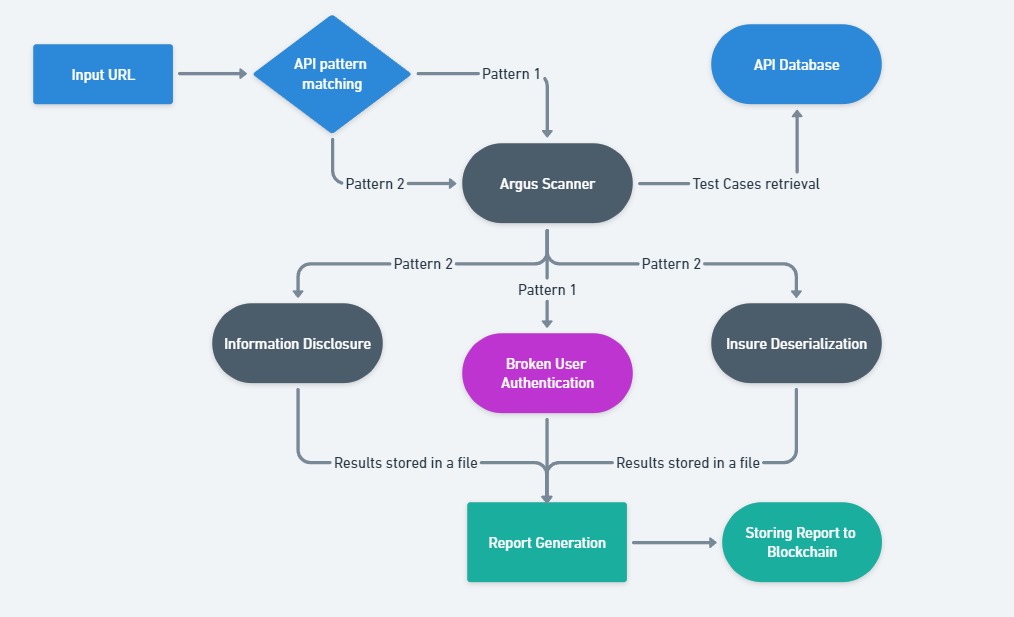 Input URL
API pattern
matching
Pattern 1
API Database
Pattern 2
Argus Scanner
Test Cases retrieval
Pattern 2
Pattern 2
Pattern 1
Information Disclosure
Broken User
Authentication
Insure Deserialization
Results stored in a file
Results stored in a file
Report Generation
Storing Report to
Blockchain